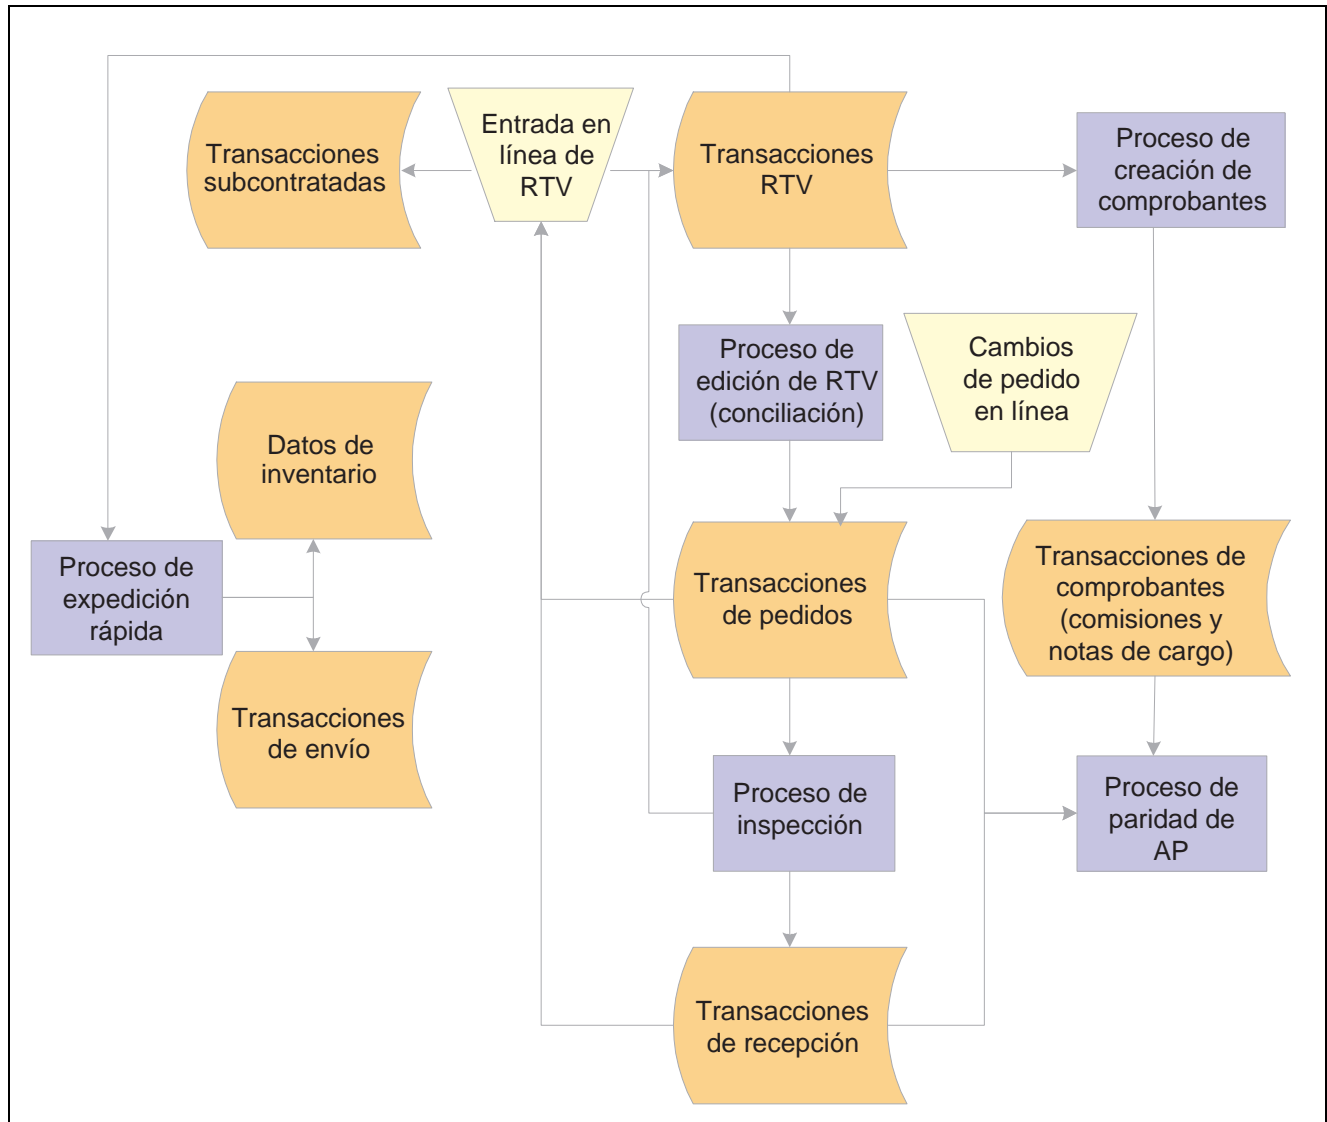 Transacciones
subcontratadas
Entrada en
línea de
RTV
Transacciones
RTV
Proceso de
creación de
comprobantes
Proceso de
edición de RTV
(conciliación)
Cambios
de pedido
en línea
Datos de
inventario
Proceso de
expedición
rápida
Transacciones
de pedidos
Transacciones de
comprobantes
(comisiones y
notas de cargo)
Transacciones
de envío
Proceso de
inspección
Proceso de
paridad de
AP
Transacciones
de recepción